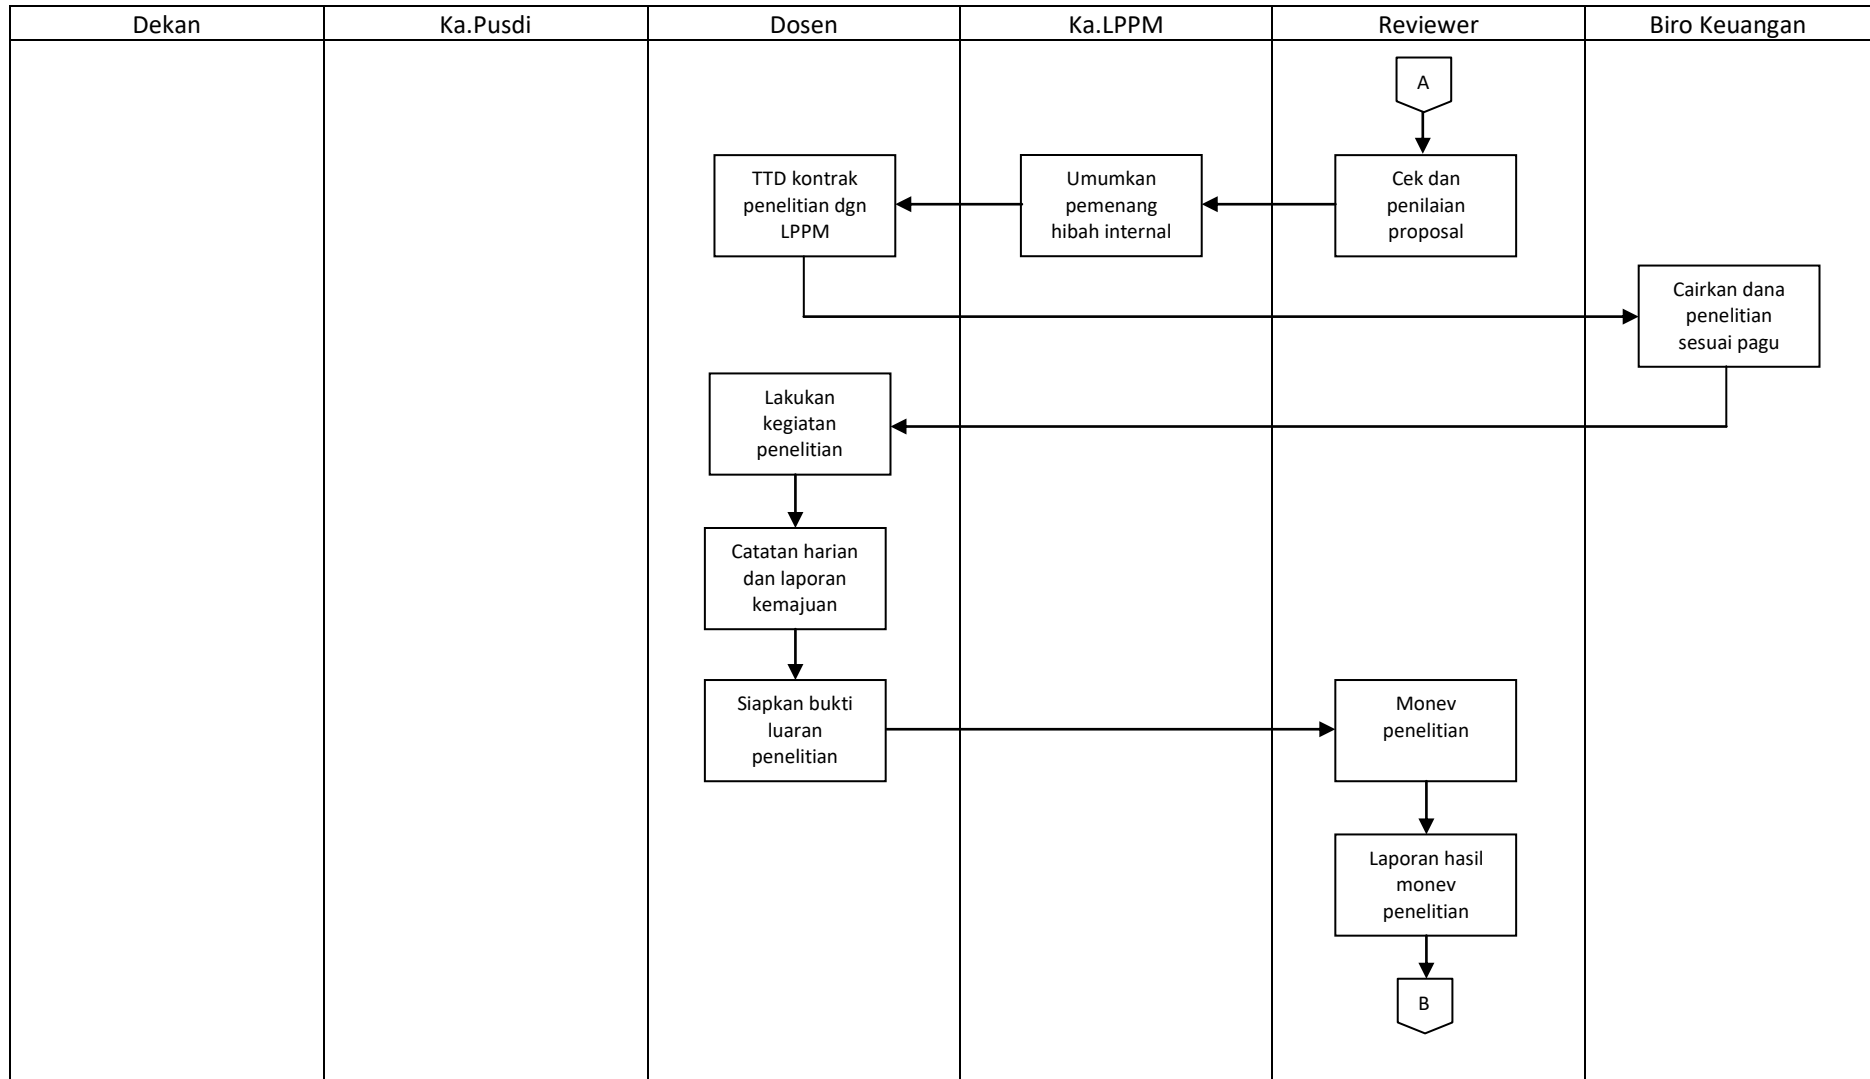 Dekan
Ka.Pusdi
Dosen
Ka.LPPM
Reviewer
Biro Keuangan
A
TTD kontrak
penelitian dgn
LPPM
Umumkan
pemenang
hibah internal
Cek dan
penilaian
proposal
Cairkan dana
penelitian
sesuai pagu
Lakukan
kegiatan
penelitian
Catatan harian
dan laporan
kemajuan
Siapkan bukti
luaran
penelitian
Monev
penelitian
Laporan hasil
monev
penelitian
B